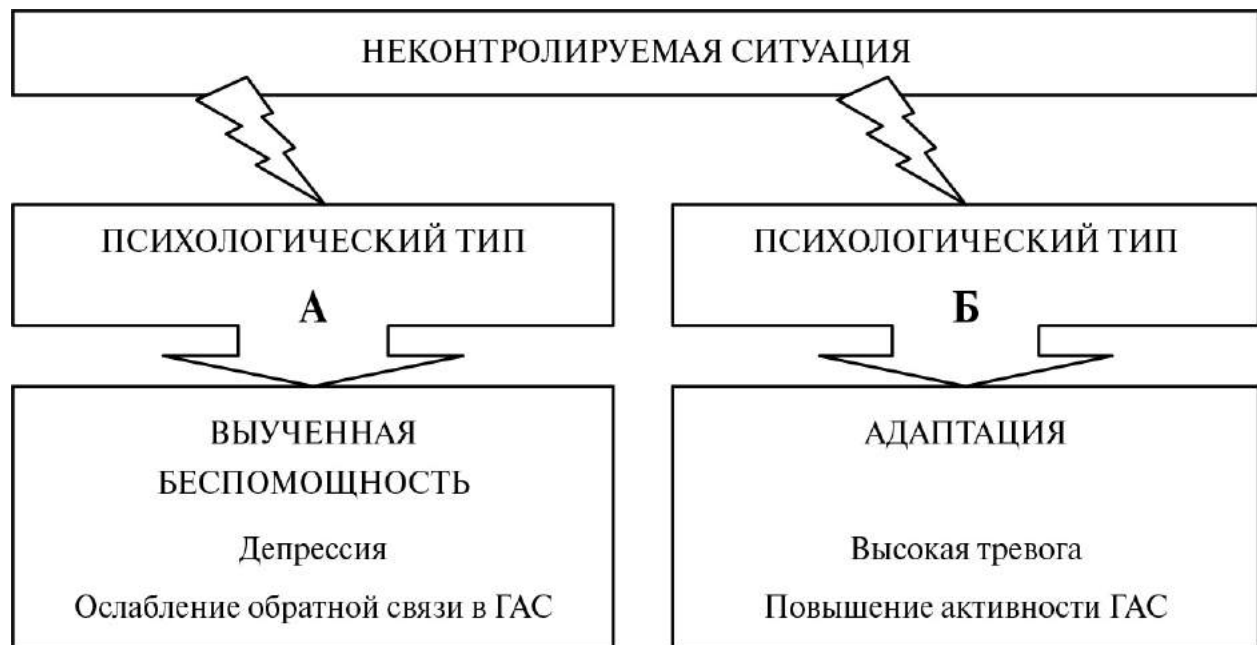 НЕКОНТРОЛИРУЕМАЯ СИТУАЦИЯ
ПСИХОЛОГИЧЕСКИЙ ТИП
А
ПСИХОЛОГИЧЕСКИЙ ТИП
Б
ВЫУЧЕННАЯ
БЕСПОМОЩНОСТЬ
Депрессия
Ослабление обратной связи в ГАС
АДАПТАЦИЯ
Высокая тревога
Повышение активности ГАС